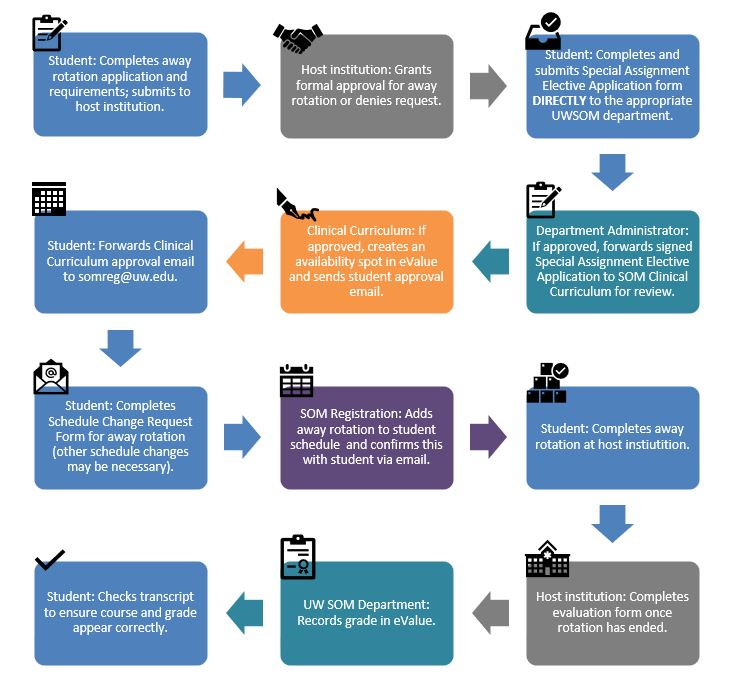 Student: Completes away
rotation application and
requirements; submits to
host institution.
Host institution: Grants
formal approval for away
rotation or denies request.
Student: Completes and
submits Special Assignment
Elective Application form
DIRECTLY to the appropriate
UWSOM department.
Department Administrator:
If approved, forwards signed
Special Assignment Elective
Application to SOM Clinical
Curriculum for review.
Clinical Curriculum: If
approved, creates an
availability spot in eValue
and sends student approval
email.
Student: Forwards Clinical
Curriculum approval email
to somreg@uw.edu.
Student: Completes
Schedule Change Request
Form for away rotation
(other schedule changes
may be necessary).
SOM Registration: Adds
away rotation to student
schedule and confirms this
with student via email.
Student: Completes away
rotation at host instiutition.
Host institution: Completes
evaluation form once
rotation has ended.
UW SOM Department:
Records grade in eValue.
Student: Checks transcript
to ensure course and grade
appear correctly.